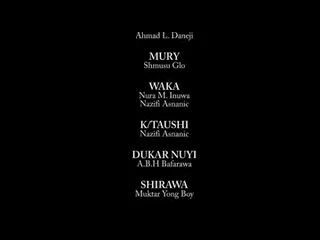 Ahmad L. Daneji
MURY
Shmusu Glo
WAKA
Nura M. Inuwa
Nazifi Asnanic
K/TAUSHI
Nazifi Asnanic
DUKAR NUYI
A.B.H Bafarawa
SHIRAWA
Muktar Yong Boy